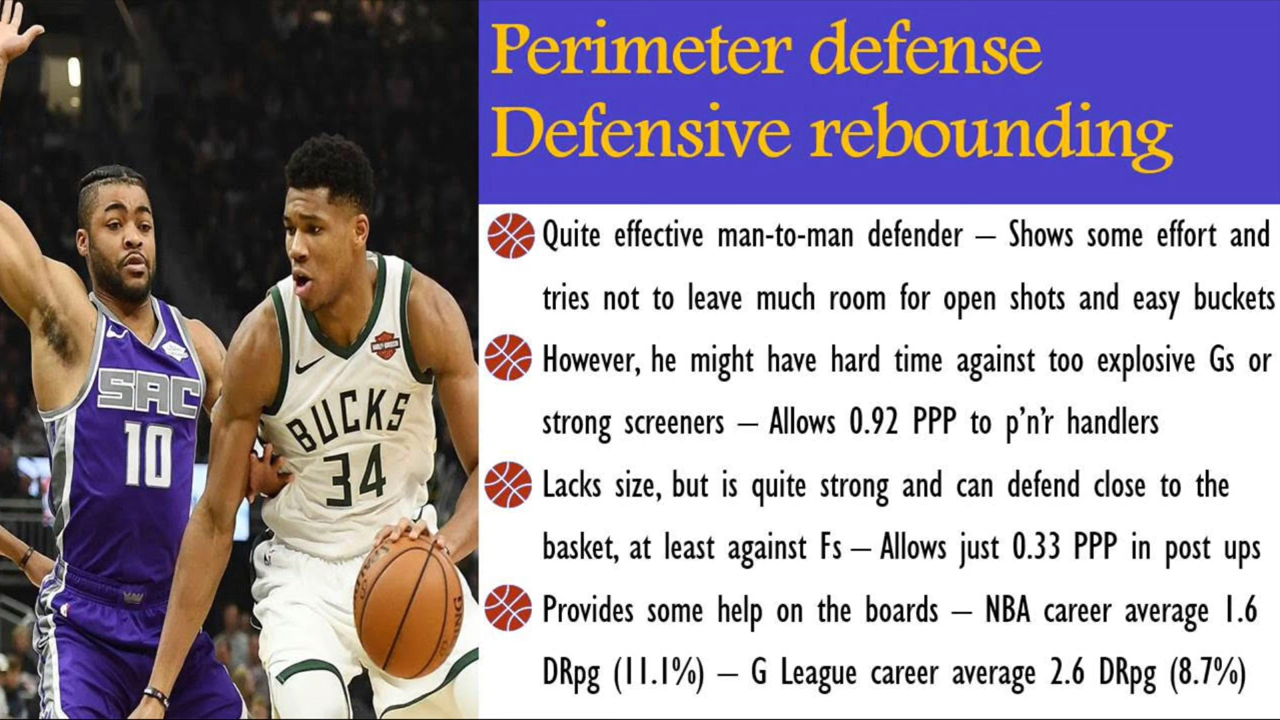 Perimeter defense
Defensive rebounding
Quite effective man-to-man defender – Shows some effort and
tries not to leave much room for open shots and easy buckets
However, he might have hard time against too explosive Gs or
strong screeners – Allows 0.92 PPP to p'n'r handlers
Lacks size, but is quite strong and can defend close to the
basket, at least against Fs – Allows just 0.33 PPP in post ups
Provides some help on the boards – NBA career average 1.6
DRpg (11.1%) – G League career average 2.6 DRpg (8.7%)
SAC
10
BUCKS
34